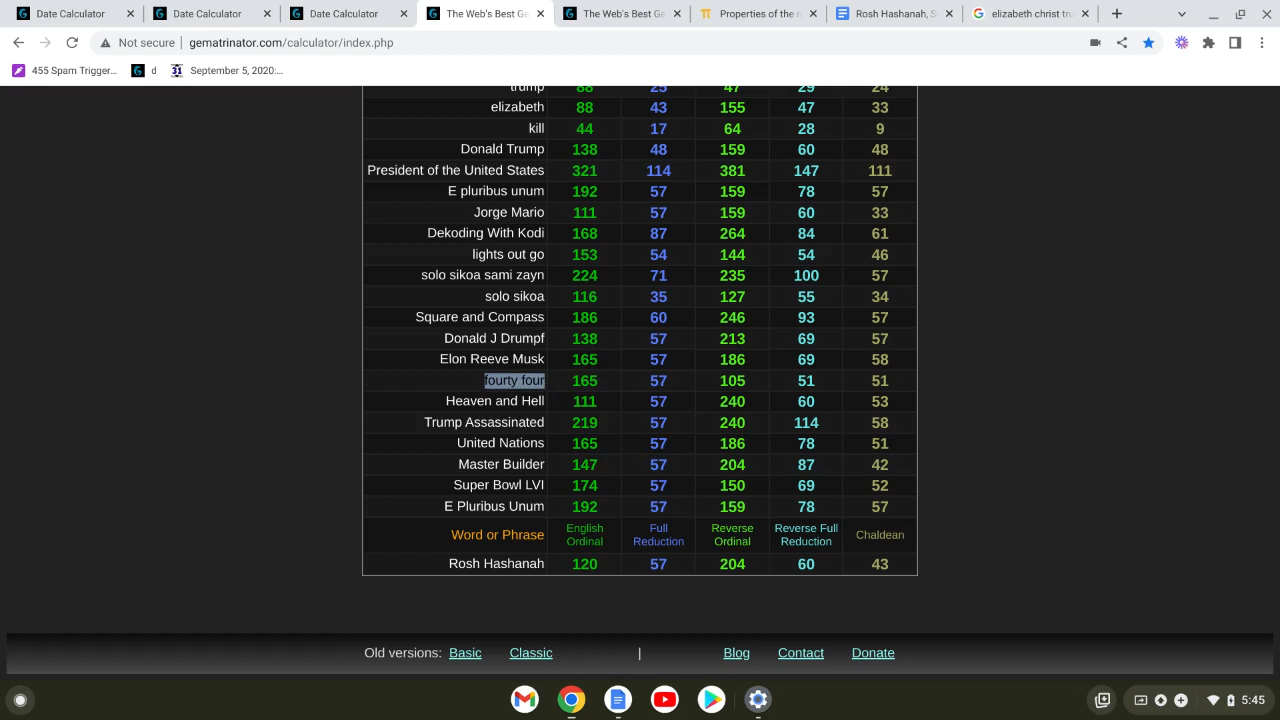 Date Calculator Date Calculator Date Calculator The Web's Best Ge The Web's Best Ge Properties of the r Rosh Hashanah, S elizabeth christ tru
Not secure | gematrinator.com/calculator/index.php
455 Spam Trigger... d 31 September 5, 2020:...
trump 88 25 47 29 24
elizabeth 88 43 155 47 33
kill 44 17 64 28 9
Donald Trump 138 48 159 60 48
President of the United States 321 114 381 147 111
E pluribus unum 192 57 159 78 57
Jorge Mario 111 57 159 60 33
Dekoding With Kodi 168 87 264 84 61
lights out go 153 54 144 54 46
solo sikoa sami zayn 224 71 235 100 57
solo sikoa 116 35 127 55 34
Square and Compass 186 60 246 93 57
Donald J Drumpf 138 57 213 69 57
Elon Reeve Musk 165 57 186 69 58
fourty four 165 57 105 51 51
Heaven and Hell 111 57 240 60 53
Trump Assassinated 219 57 240 114 58
United Nations 165 57 186 78 51
Master Builder 147 57 204 87 42
Super Bowl LVI 174 57 150 69 52
E Pluribus Unum 192 57 159 78 57
Word or Phrase English Ordinal Full Reduction Reverse Ordinal Reverse Full Reduction Chaldean
Rosh Hashanah 120 57 204 60 43
Old versions: Basic Classic | Blog Contact Donate
5:45